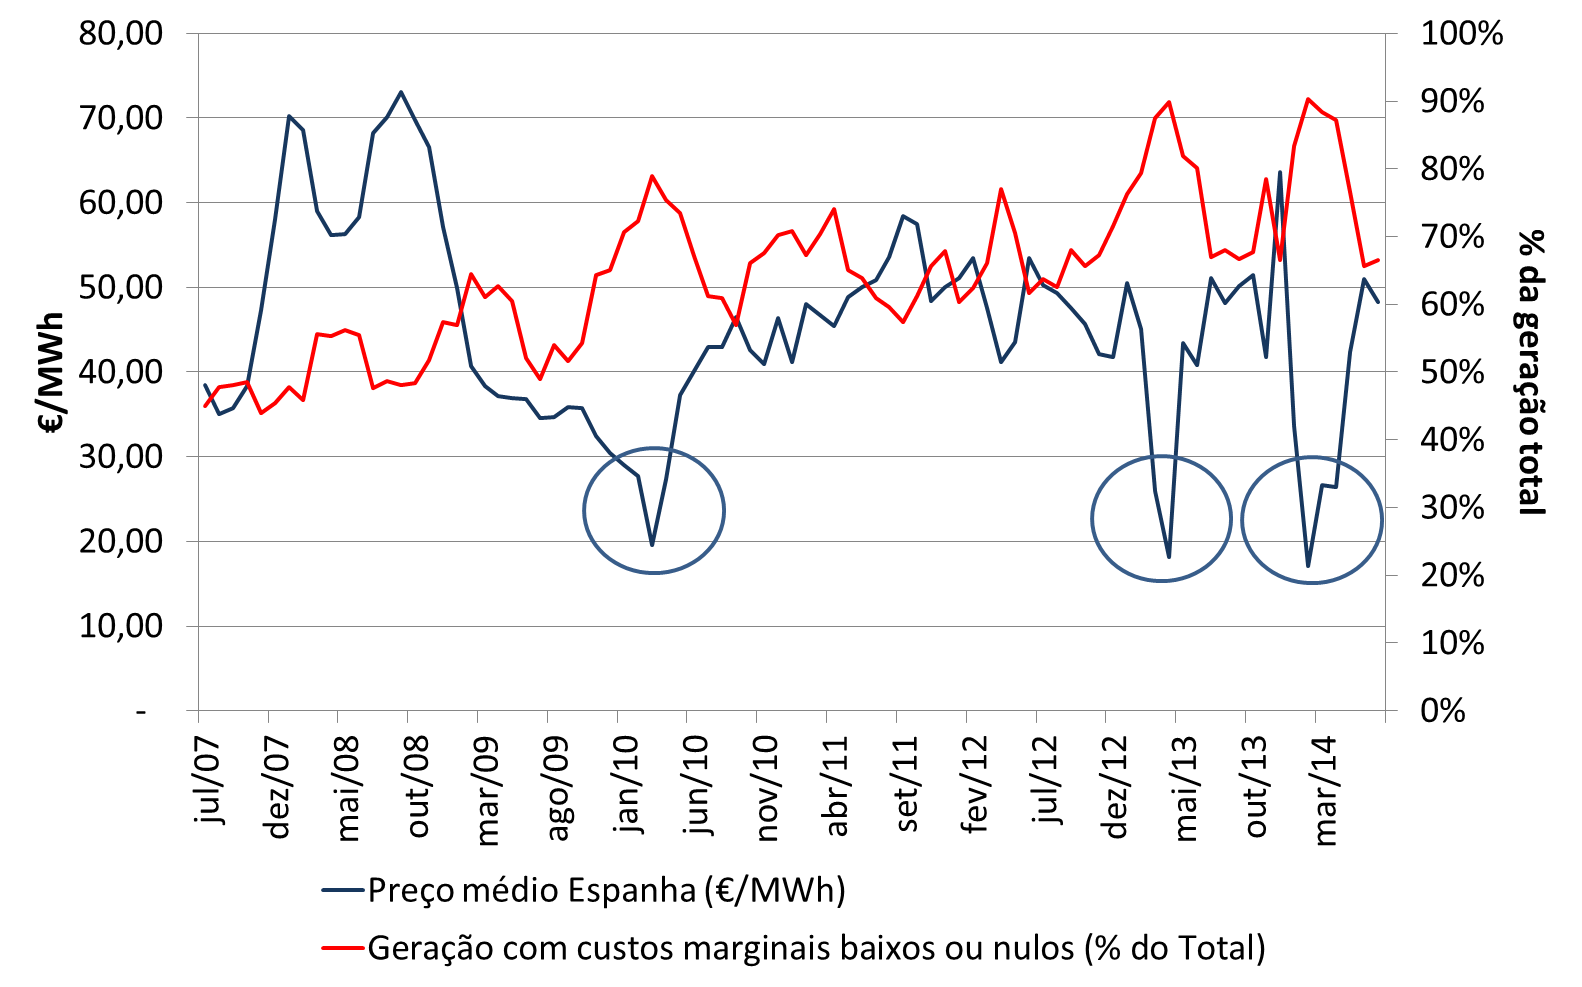 80,00
70,00
60,00
50,00
40,00
30,00
20,00
10,00
-
€/MWh
100%
90%
80%
70%
60%
50%
40%
30%
20%
10%
0%
% da geração total
jul/07
dez/07
mai/08
out/08
mar/09
ago/09
jan/10
jun/10
nov/10
abr/11
set/11
fev/12
jul/12
dez/12
mai/13
out/13
mar/14
Preço médio Espanha (€/MWh)
Geração com custos marginais baixos ou nulos (% do Total)